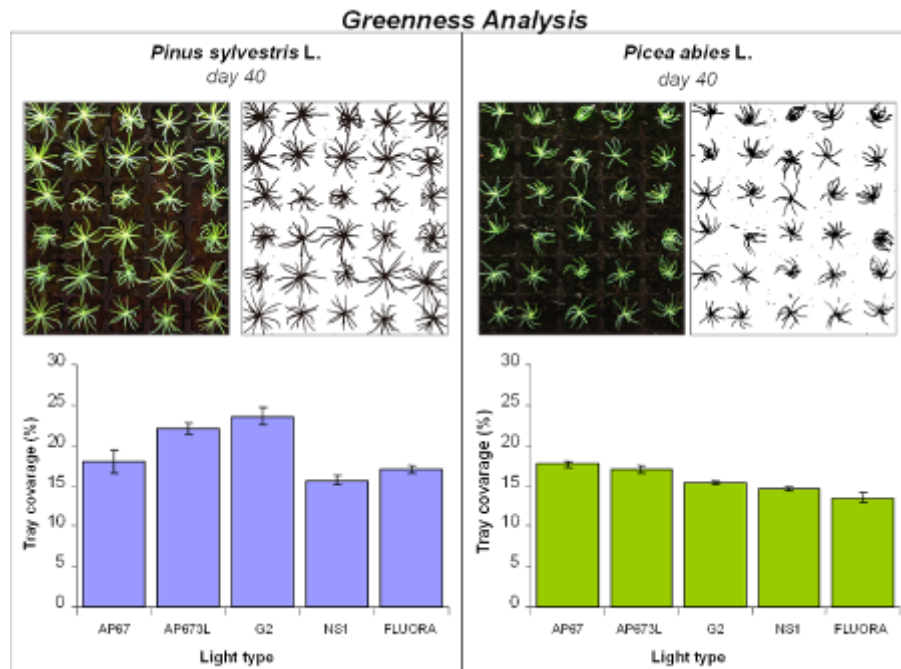 Greenness Analysis
Pinus sylvestris L.
day 40
30
25
20
15
10
5
0
Tray covarage (%)
AP67 AP673L G2 NS1 FLUORA
Light type
Picea abies L.
day 40
30
25
20
15
10
5
0
Tray covarage (%)
AP67 AP673L G2 NS1 FLUORA
Light type